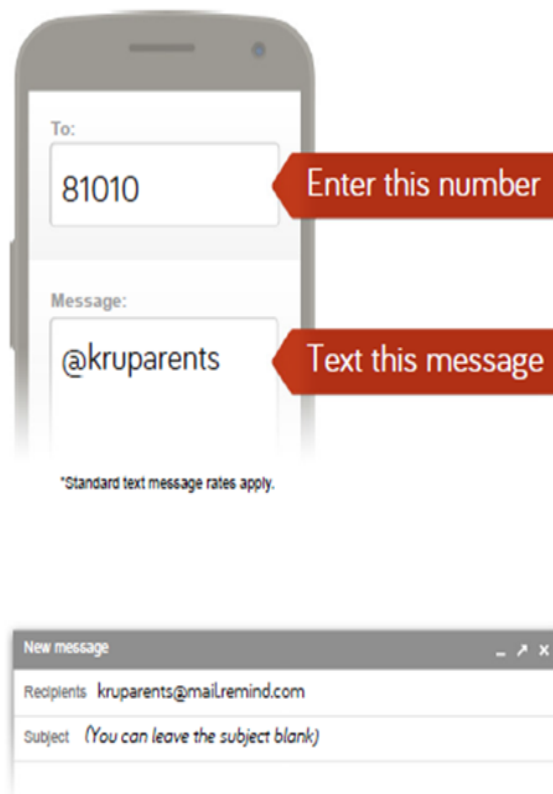 To:
81010
Enter this number
Message:
@kruparents
Text this message
*Standard text message rates apply.
New message
Recipients kruparents@mail.remind.com
Subject (You can leave the subject blank)